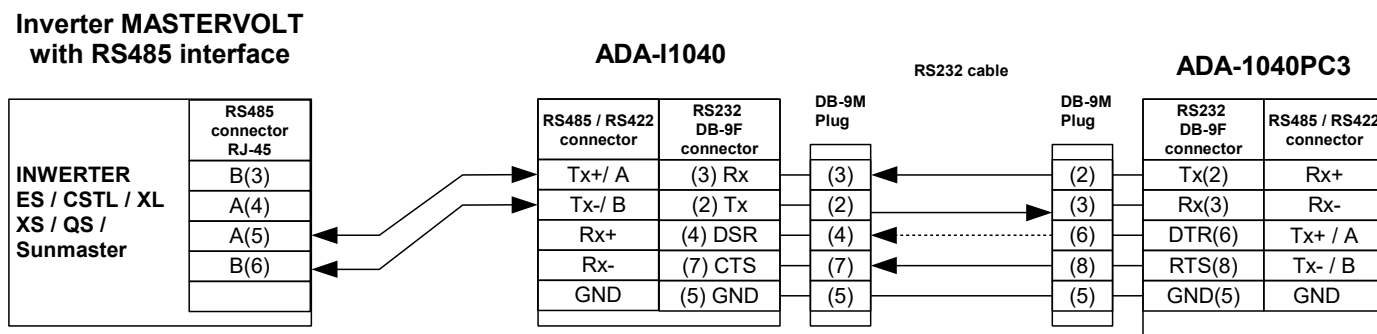 Inverter MASTERVOLT
with RS485 interface
ADA-I1040
RS232 cable
ADA-1040PC3
RS485
connector
RJ-45
INWERTER
ES / CSTL / XL
XS / QS /
Sunmaster
B(3)
A(4)
A(5)
B(6)
RS485 / RS422
connector
RS232
DB-9F
connector
DB-9M
Plug
Tx+/ A
(3) Rx
(3)
Tx-/ B
(2) Tx
(2)
Rx+
(4) DSR
(4)
Rx-
(7) CTS
(7)
GND
(5) GND
(5)
DB-9M
Plug
RS232
DB-9F
connector
RS485 / RS422
connector
(2)
Tx(2)
Rx+
(3)
Rx(3)
Rx-
(6)
DTR(6)
Tx+ / A
(8)
RTS(8)
Tx- / B
(5)
GND(5)
GND